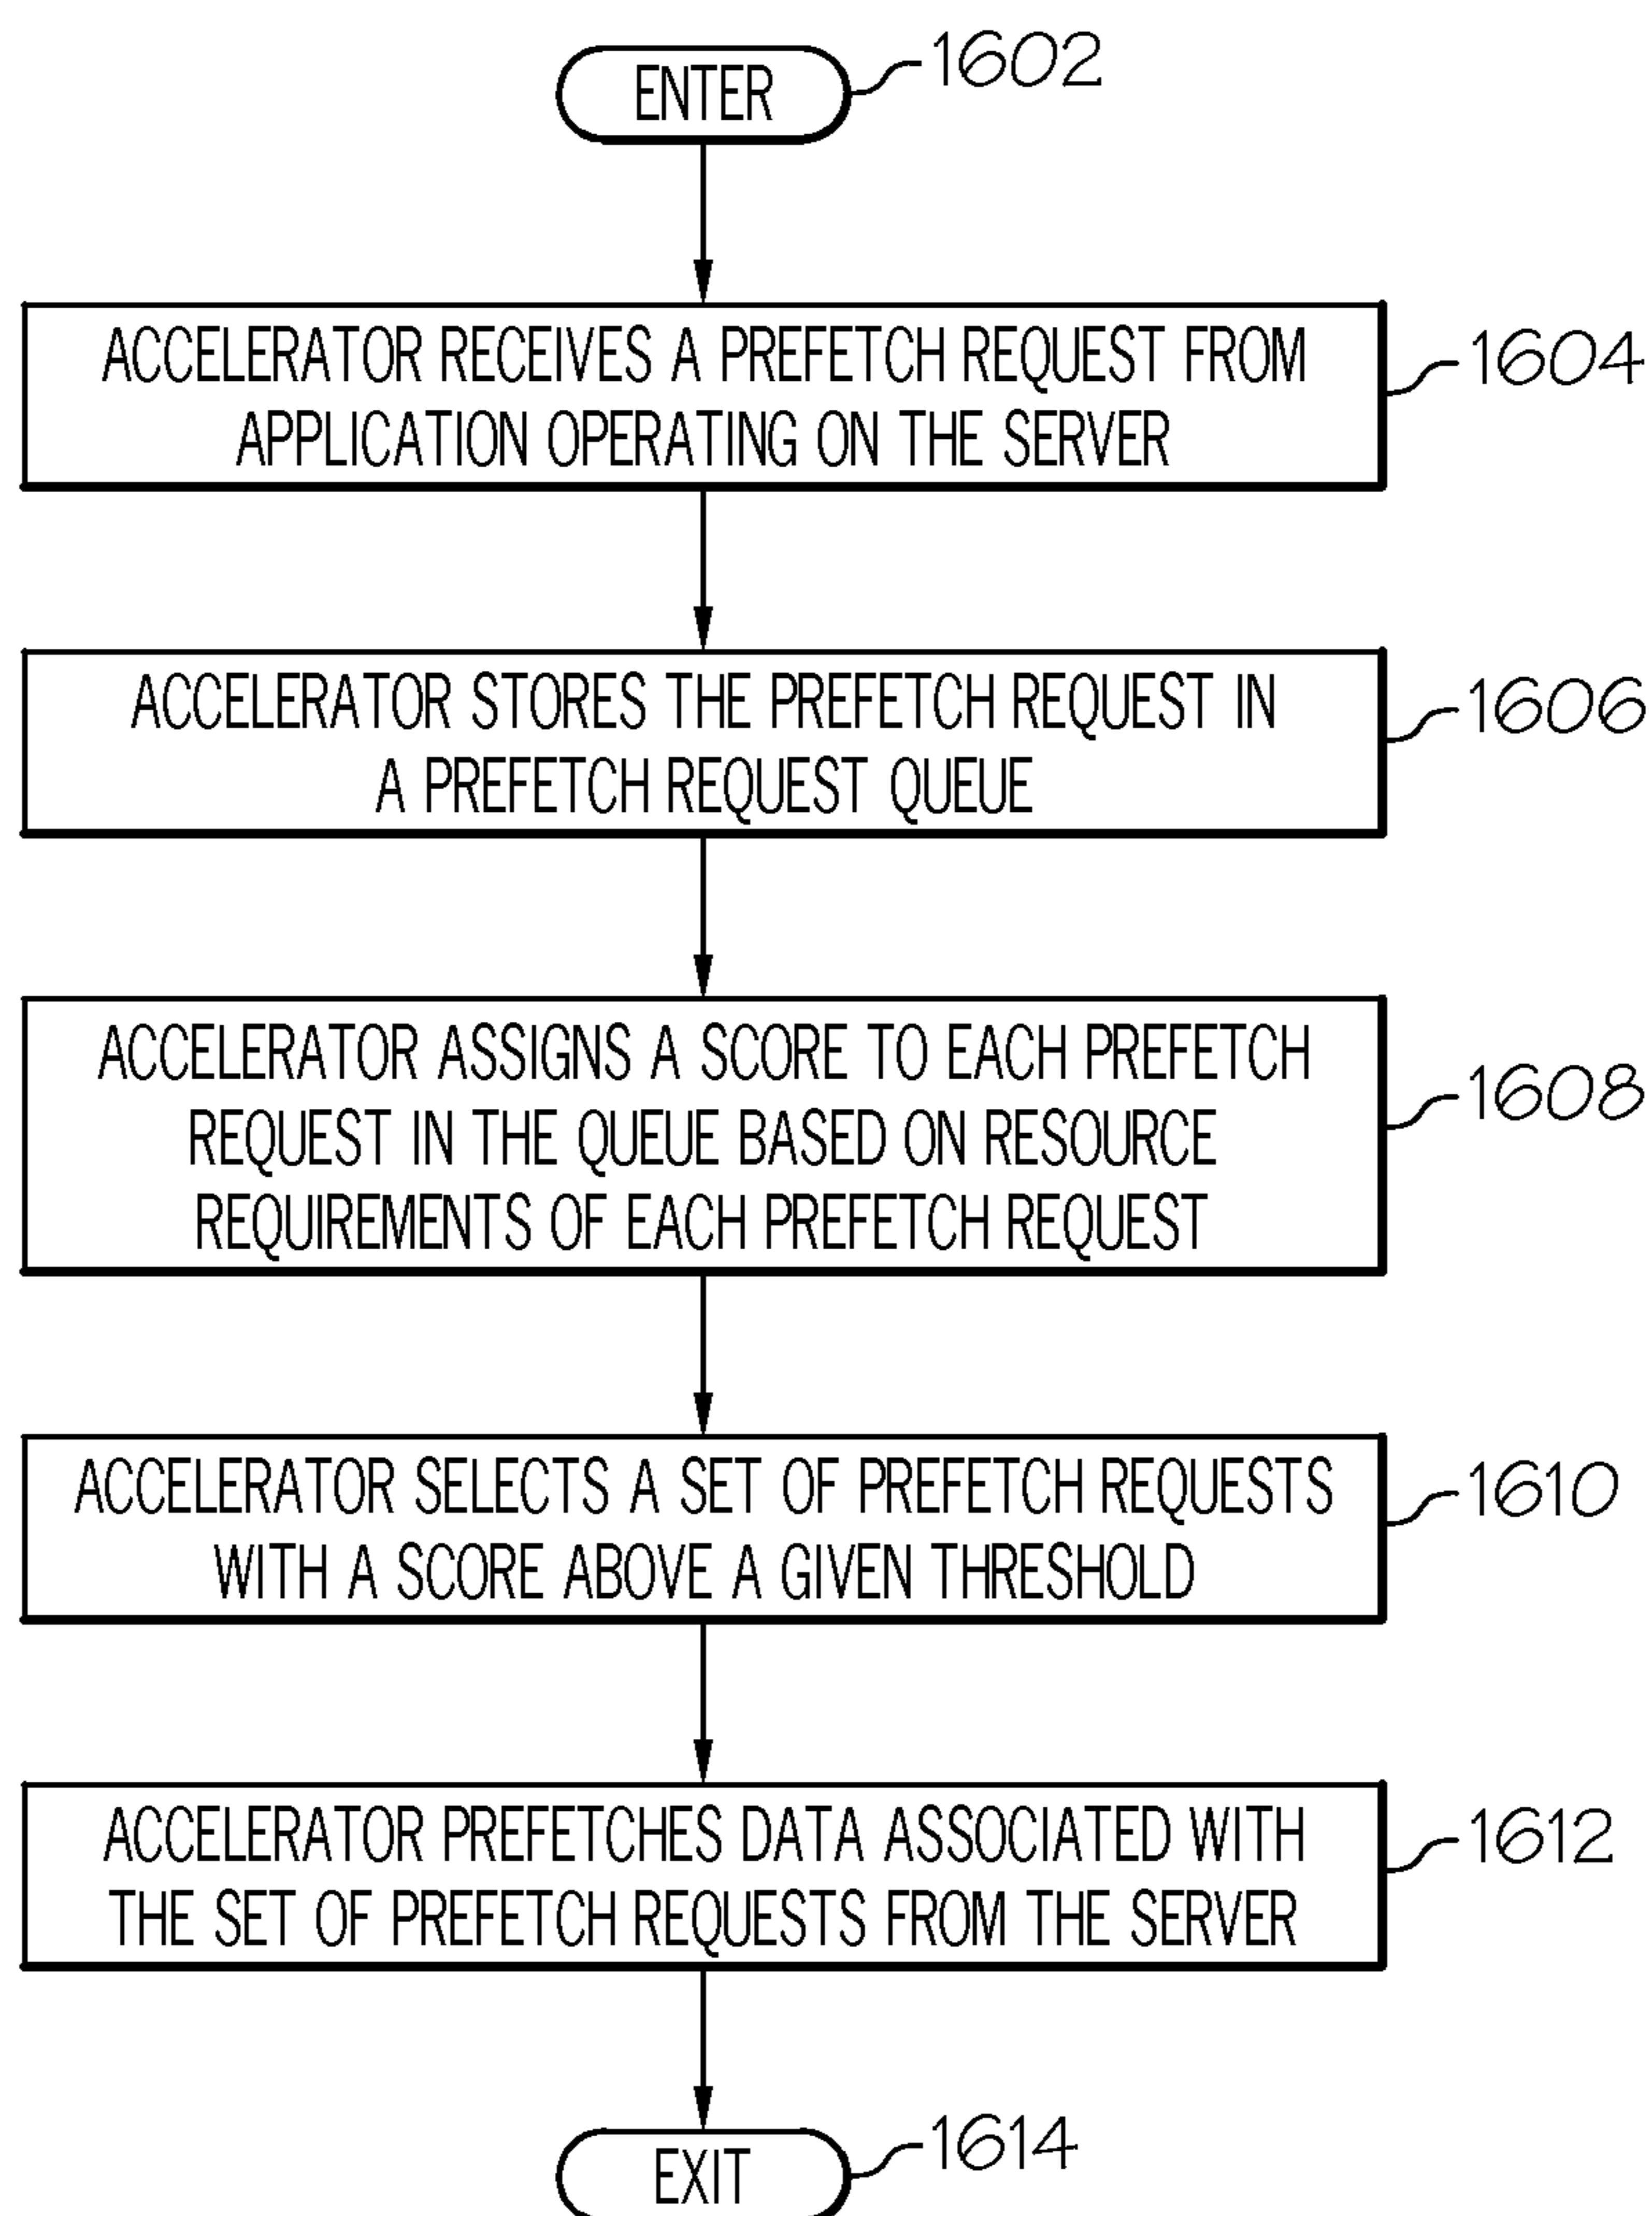 ENTER
1602
ACCELERATOR RECEIVES A PREFETCH REQUEST FROM
APPLICATION OPERATING ON THE SERVER
1604
ACCELERATOR STORES THE PREFETCH REQUEST IN
A PREFETCH REQUEST QUEUE
1606
ACCELERATOR ASSIGNS A SCORE TO EACH PREFETCH
REQUEST IN THE QUEUE BASED ON RESOURCE
REQUIREMENTS OF EACH PREFETCH REQUEST
1608
ACCELERATOR SELECTS A SET OF PREFETCH REQUESTS
WITH A SCORE ABOVE A GIVEN THRESHOLD
1610
ACCELERATOR PREFETCHES DATA ASSOCIATED WITH
THE SET OF PREFETCH REQUESTS FROM THE SERVER
1612
EXIT
1614